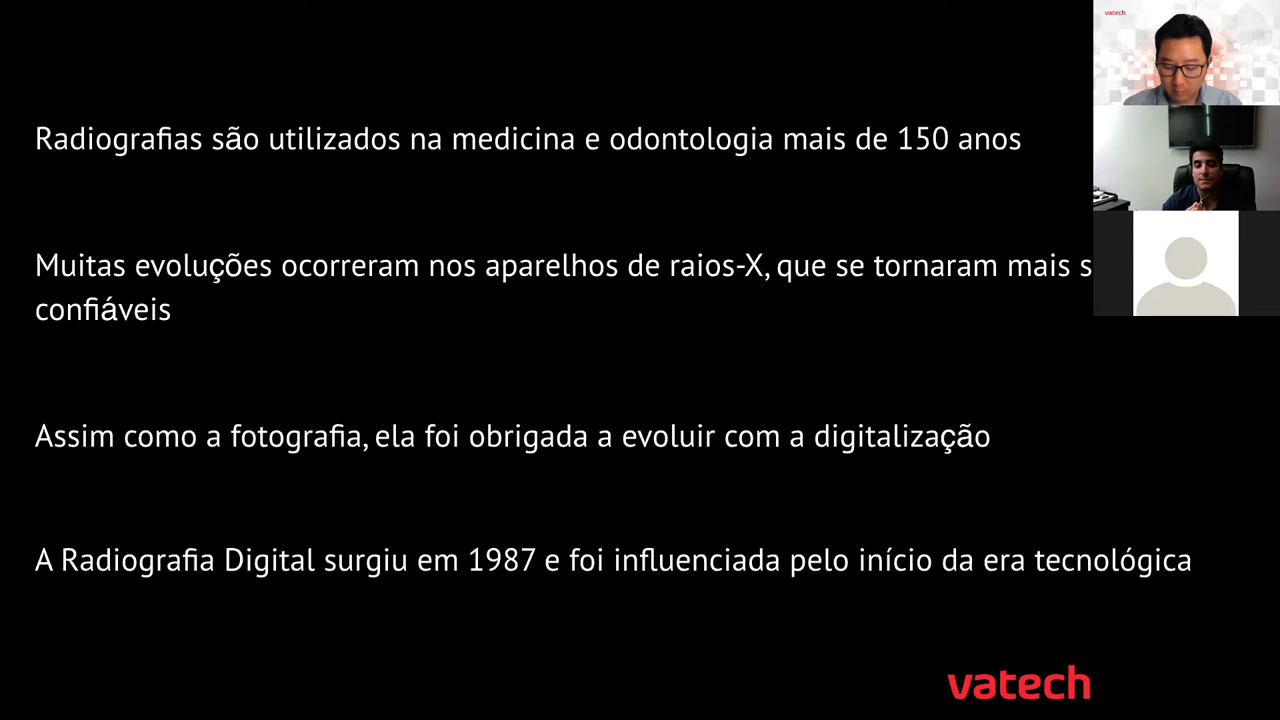 vatech
Radiografias são utilizados na medicina e odontologia mais de 150 anos
Muitas evoluções ocorreram nos aparelhos de raios-X, que se tornaram mais
confiáveis
Assim como a fotografia, ela foi obrigada a evoluir com a digitalização
A Radiografia Digital surgiu em 1987 e foi influenciada pelo início da era tecnológica
vatech